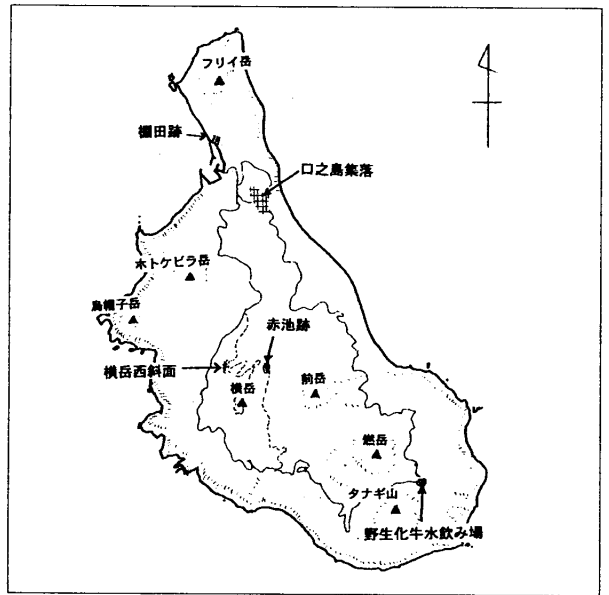 フリイ岳
棚田跡
口之島集落
ホトケビラ岳
烏帽子岳
赤池跡
横岳西斜面
横岳
前岳
燃岳
タナギ山
野生化牛水飲み場